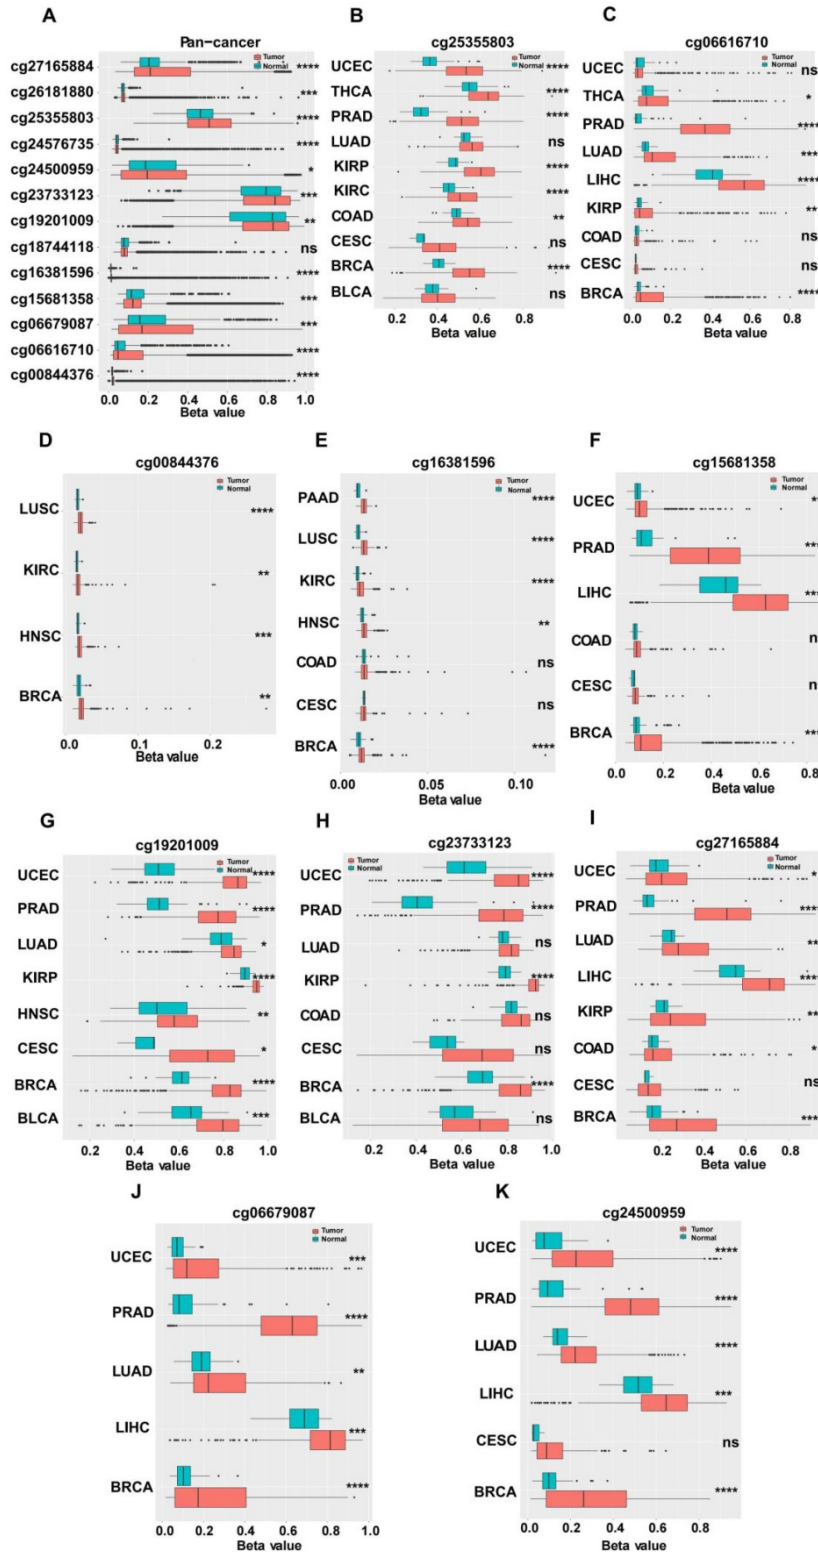 A
Pan-cancer
Tumor
Normal
cg27165884 ****
cg26181880 ***
cg25355803 ****
cg24576735 ****
cg24500959 *
cg23733123 ***
cg19201009 **
cg18744118 ns
cg16381596 ****
cg15681358 ***
cg06679087 ***
cg06616710 ****
cg00844376 ****
0.0 0.2 0.4 0.6 0.8 1.0
Beta value
B
cg25355803
Tumor
Normal
UCEC ****
THCA ****
PRAD ****
LUAD ns
KIRP ****
KIRC ****
COAD **
CESC ns
BRCA ****
BLCA ns
0.2 0.4 0.6 0.8
Beta value
C
cg06616710
Tumor
Normal
UCEC ns
THCA *
PRAD ****
LUAD ***
LIHC ****
KIRP **
COAD ns
CESC ns
BRCA ****
0.0 0.2 0.4 0.6 0.8
Beta value
D
cg00844376
Tumor
Normal
LUSC ****
KIRC **
HNSC ***
BRCA **
0.0 0.1 0.2
Beta value
E
cg16381596
Tumor
Normal
PAAD ****
LUSC ****
KIRC ****
HNSC **
COAD ns
CESC ns
BRCA ****
0.00 0.05 0.10
Beta value
F
cg15681358
Tumor
Normal
UCEC **
PRAD ***
LIHC ***
COAD n
CESC n
BRCA ***
0.0 0.2 0.4 0.6 0.8
Beta value
G
cg19201009
Tumor
Normal
UCEC ****
PRAD ****
LUAD *
KIRP ****
HNSC **
CESC *
BRCA ****
BLCA ***
0.2 0.4 0.6 0.8 1.0
Beta value
H
cg23733123
Tumor
Normal
UCEC ****
PRAD ****
LUAD ns
KIRP ****
COAD ns
CESC ns
BRCA ****
BLCA ns
0.2 0.4 0.6 0.8 1.0
Beta value
I
cg27165884
Tumor
Normal
UCEC *
PRAD ****
LUAD **
LIHC ****
KIRP **
COAD *
CESC ns
BRCA ***
0.2 0.4 0.6 0.8
Beta value
J
cg06679087
Tumor
Normal
UCEC ***
PRAD ****
LUAD **
LIHC ***
BRCA ****
0.0 0.2 0.4 0.6 0.8 1.0
Beta value
K
cg24500959
Tumor
Normal
UCEC ****
PRAD ****
LUAD ****
LIHC ***
CESC ns
BRCA ****
0.0 0.2 0.4 0.6 0.8 1.0
Beta value